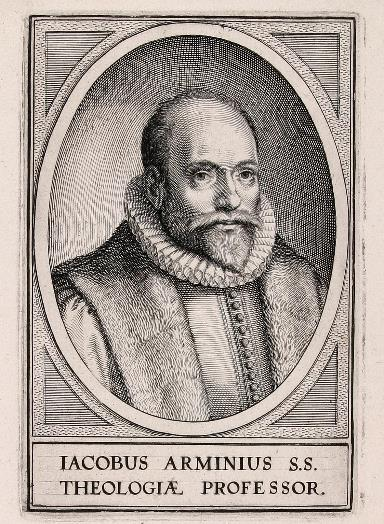 IACOBUS ARMINIUS S.S.
THEOLOGIÆ PROFESSOR.